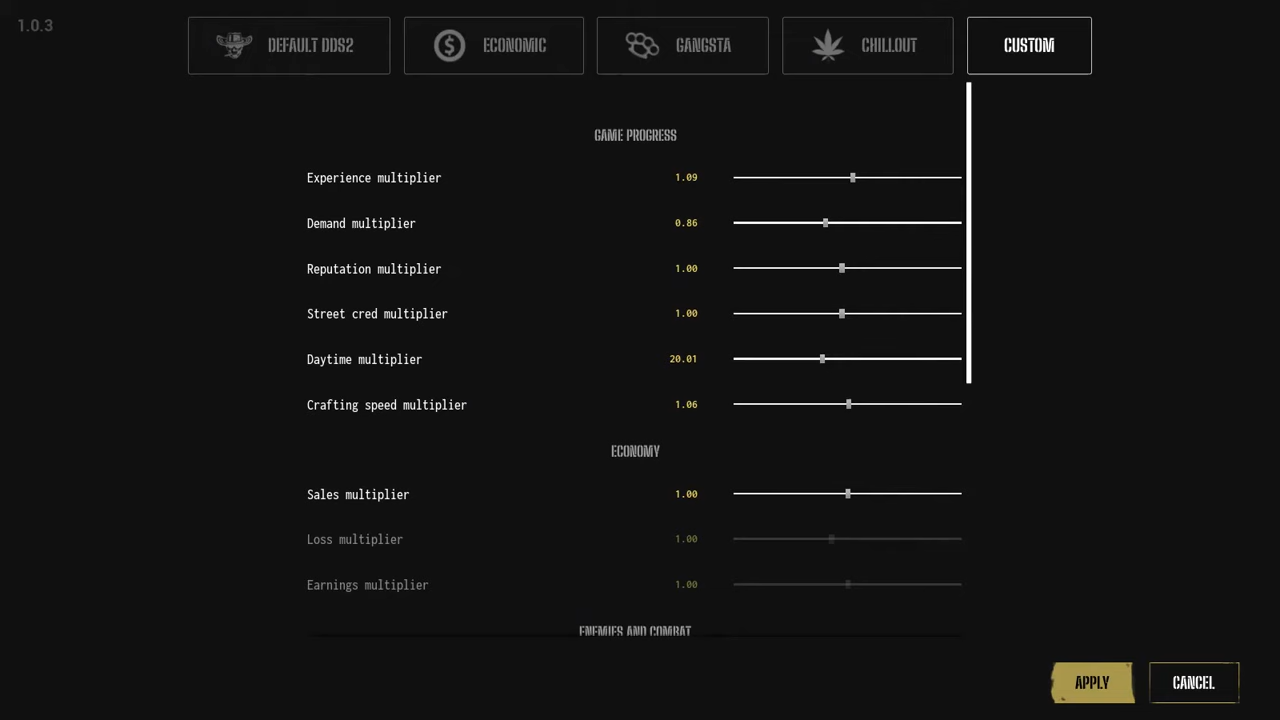 1.0.3
DEFAULT DDS2
ECONOMIC
GANGSTA
CHILLOUT
CUSTOM
GAME PROGRESS
Experience multiplier 1.09
Demand multiplier 0.86
Reputation multiplier 1.00
Street cred multiplier 1.00
Daytime multiplier 20.01
Crafting speed multiplier 1.06
ECONOMY
Sales multiplier 1.00
Loss multiplier 1.00
Earnings multiplier 1.00
ENEMIES AND COMBAT
APPLY
CANCEL